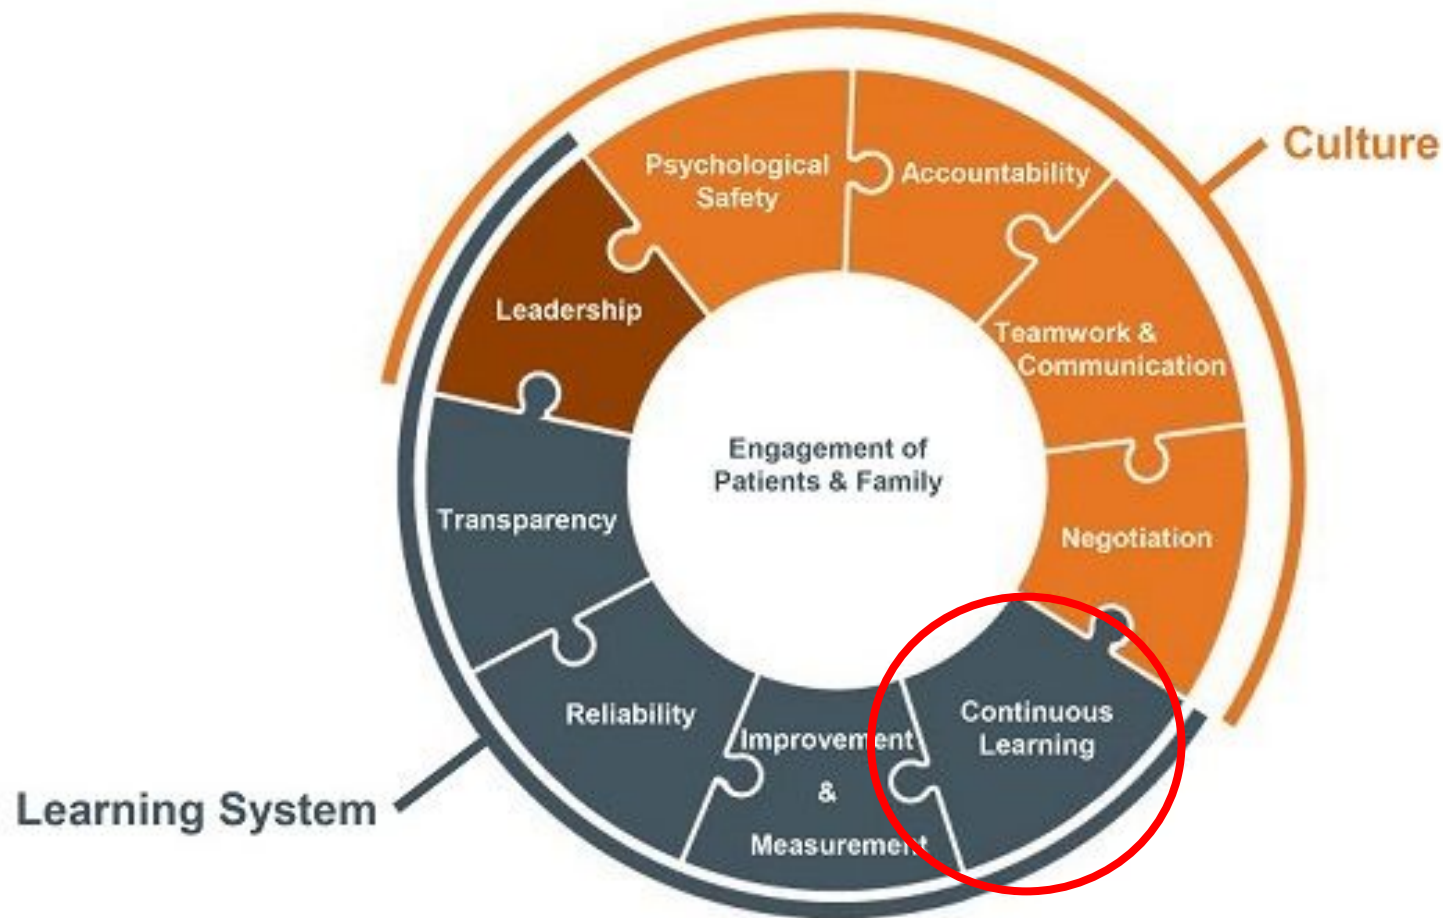 Culture
Psychological
Safety
Accountability
Leadership
Teamwork &
Communication
Engagement of
Patients & Family
Transparency
Negotiation
Reliability
Improvement
&
Measurement
Continuous
Learning
Learning System